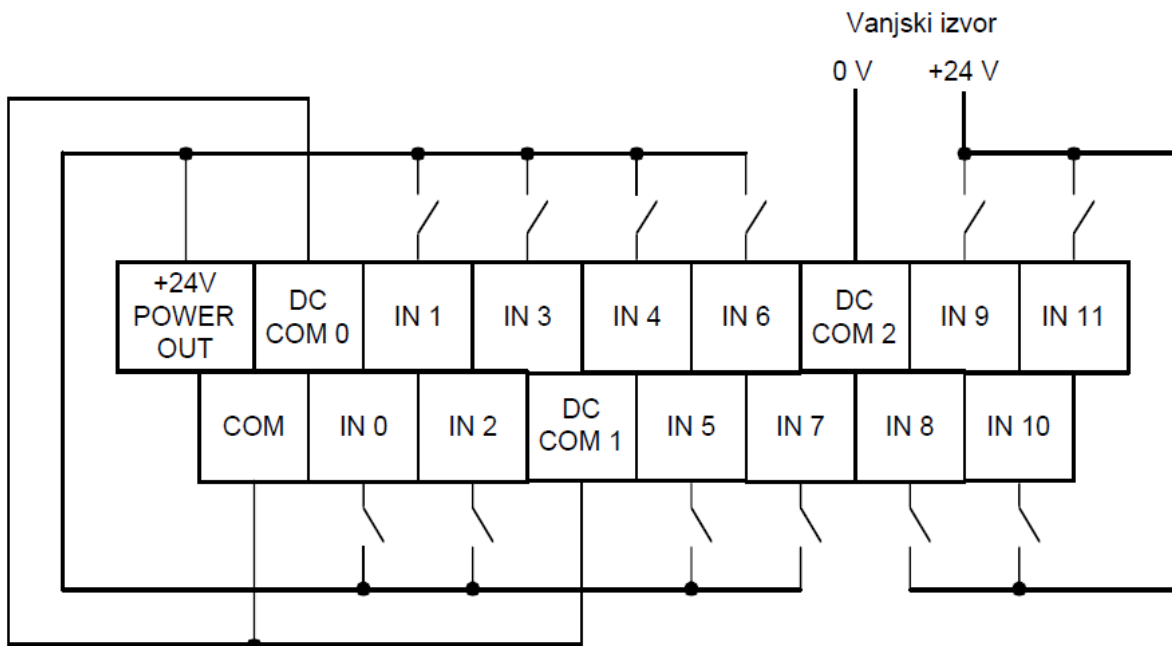 Vanjski izvor
0 V
+24 V
+24V
POWER
OUT
DC
COM 0
IN 1
IN 3
IN 4
IN 6
DC
COM 2
IN 9
IN 11
COM
IN 0
IN 2
DC
COM 1
IN 5
IN 7
IN 8
IN 10